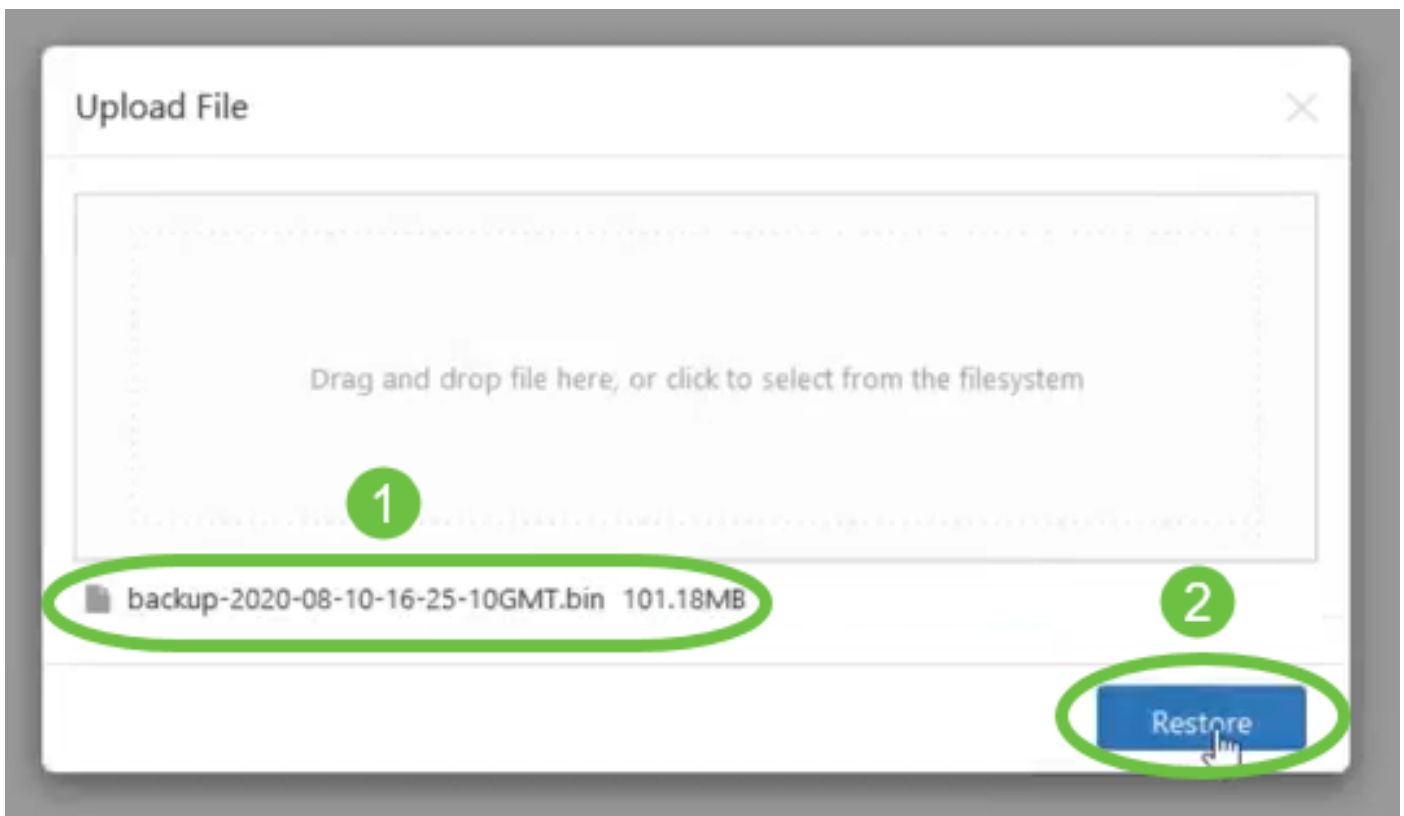 Upload File
Drag and drop file here, or click to select from the filesystem
1
backup-2020-08-10-16-25-10GMT.bin 101.18MB
2
Restore